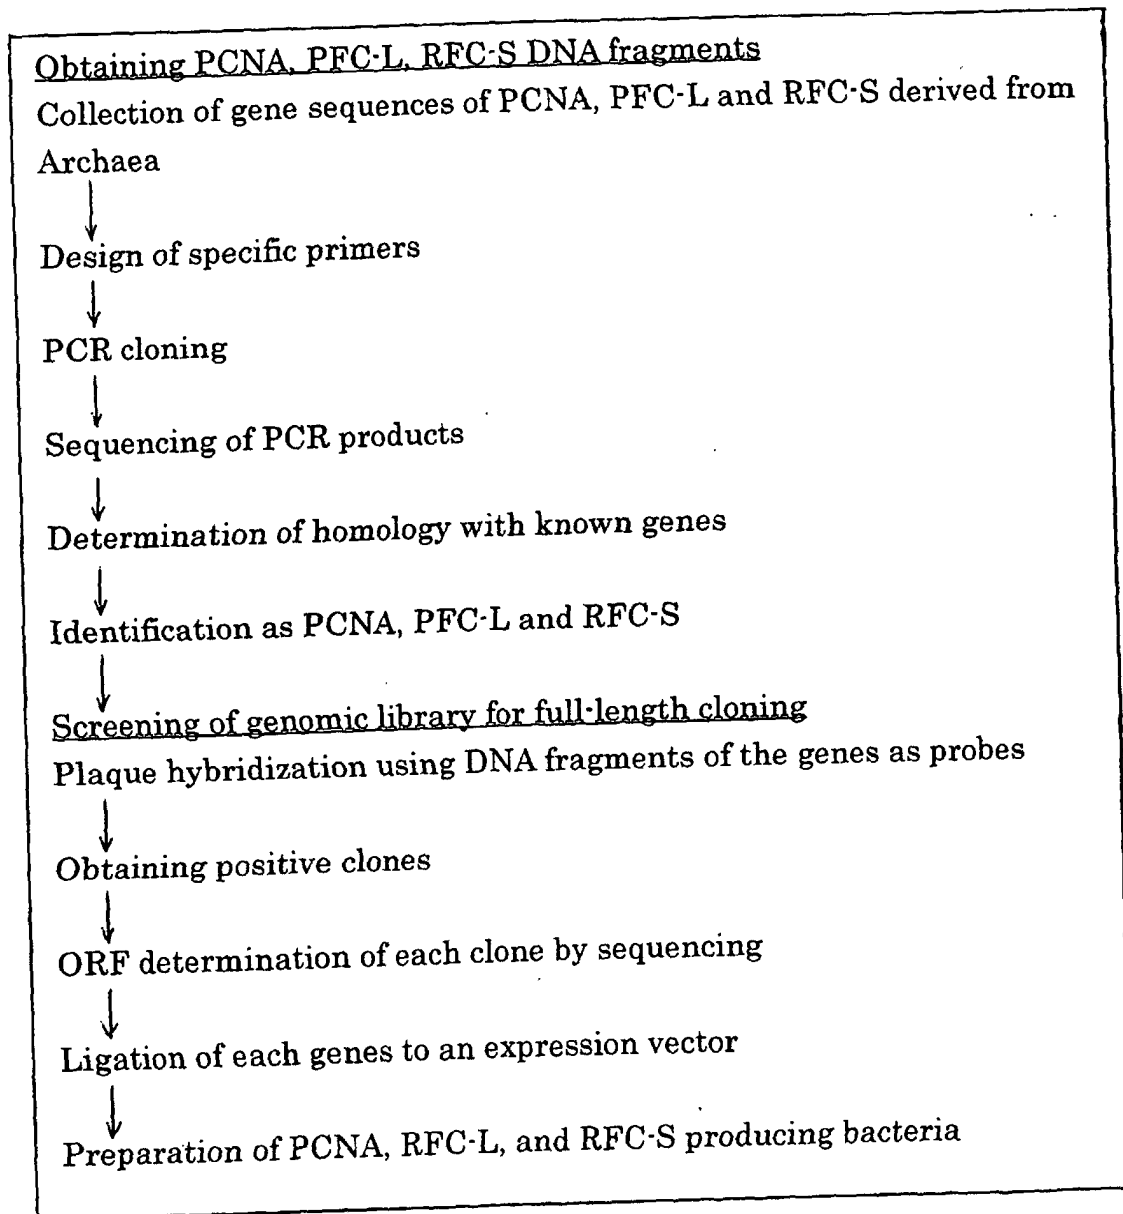 Obtaining PCNA, PFC-L, RFC-S DNA fragments
Collection of gene sequences of PCNA, PFC-L and RFC-S derived from
Archaea
Design of specific primers
PCR cloning
Sequencing of PCR products
Determination of homology with known genes
Identification as PCNA, PFC-L and RFC-S
Screening of genomic library for full-length cloning
Plaque hybridization using DNA fragments of the genes as probes
Obtaining positive clones
ORF determination of each clone by sequencing
Ligation of each genes to an expression vector
Preparation of PCNA, RFC-L, and RFC-S producing bacteria